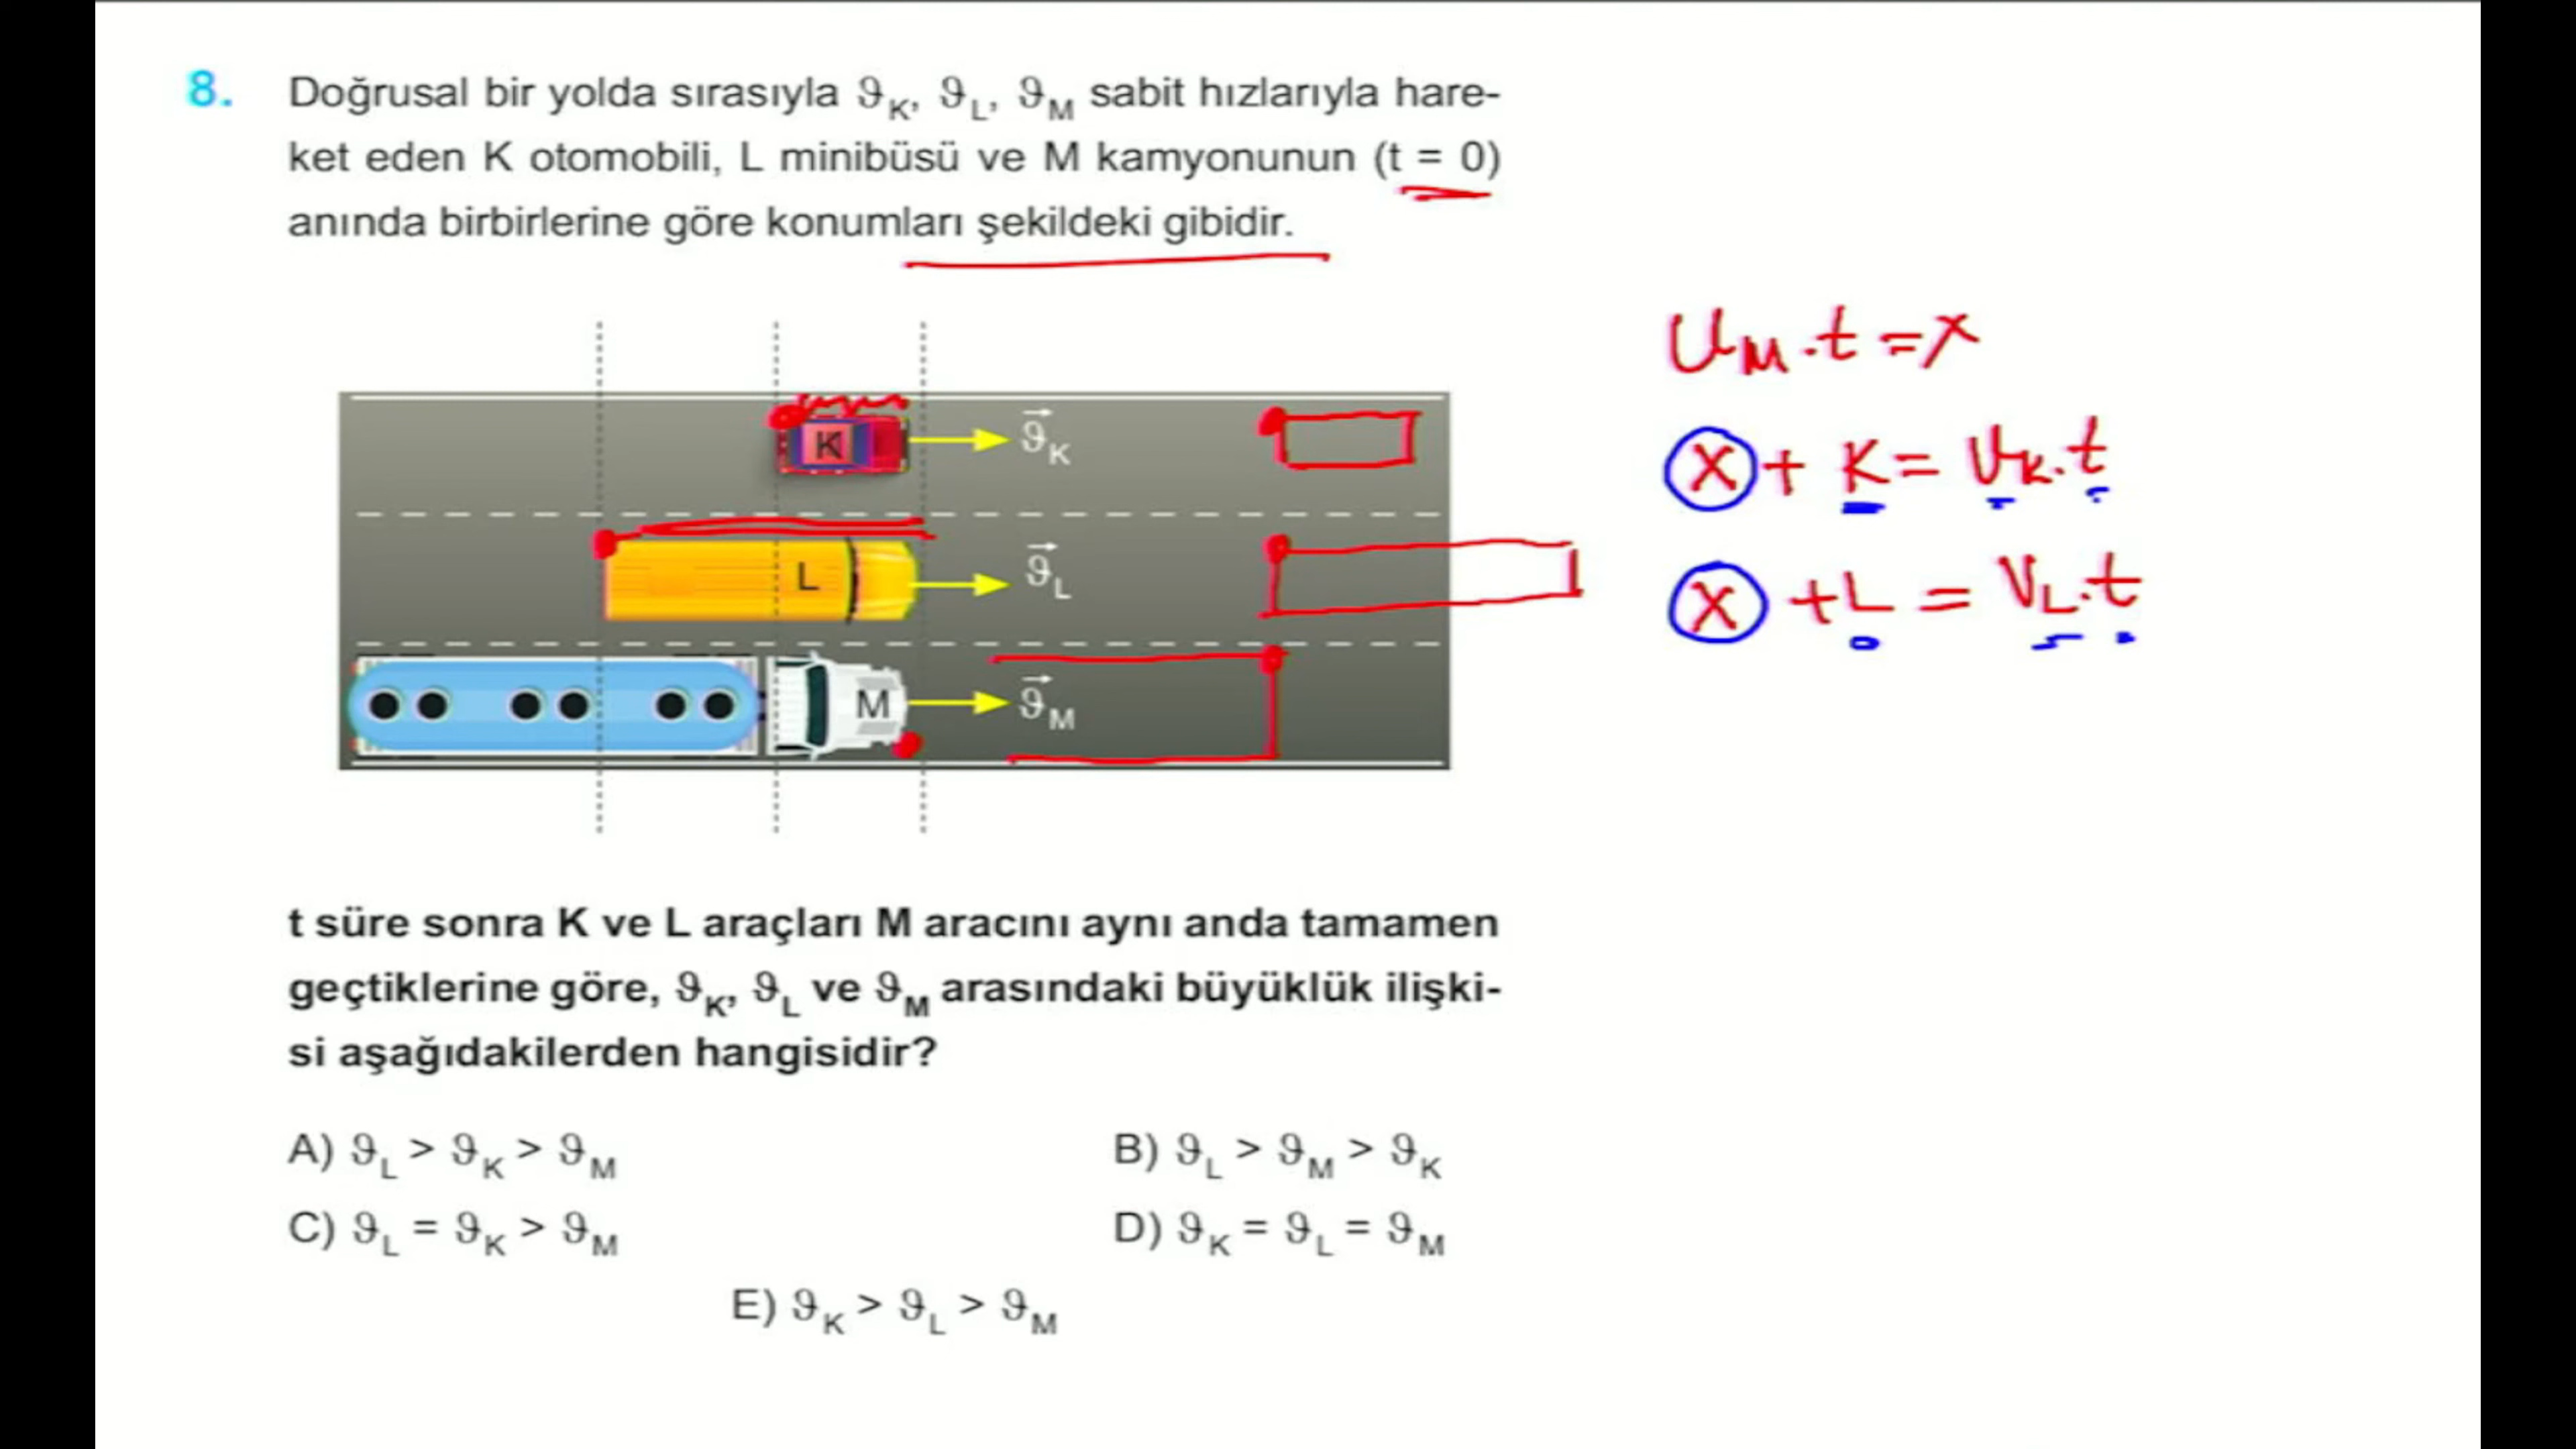 8. Doğrusal bir yolda sırasıyla ϑK, ϑL, ϑM sabit hızlarıyla hare-
ket eden K otomobili, L minibüsü ve M kamyonunun (t = 0)
anında birbirlerine göre konumları şekildeki gibidir.
K ϑK
L ϑL
M ϑM
UM.t=x
X + K = VK.t
X + L = VL.t
t süre sonra K ve L araçları M aracını aynı anda tamamen
geçtiklerine göre, ϑK, ϑL ve ϑM arasındaki büyüklük ilişki-
si aşağıdakilerden hangisidir?
A) ϑL > ϑK > ϑM B) ϑL > ϑM > ϑK
C) ϑL = ϑK > ϑM D) ϑK = ϑL = ϑM
E) ϑK > ϑL > ϑM